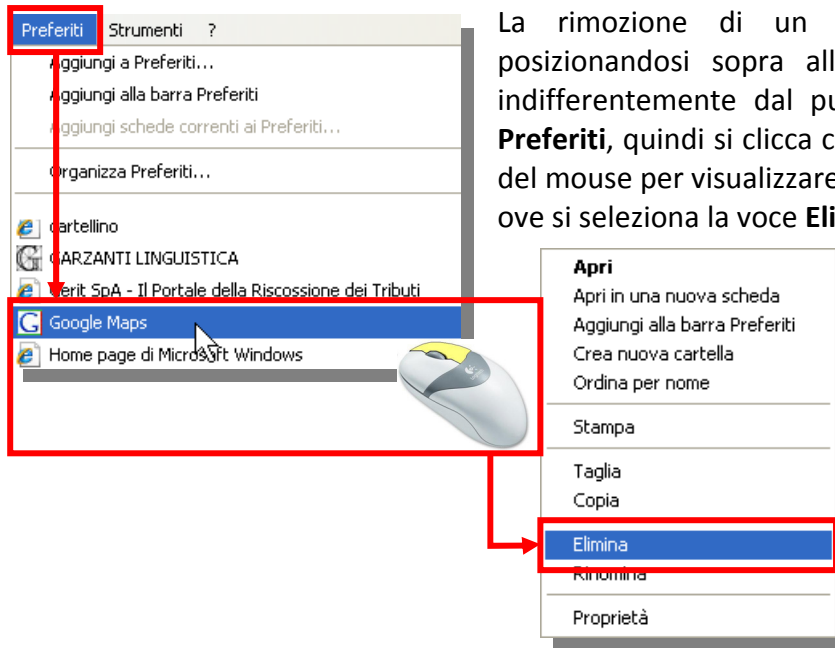 Preferiti Strumenti ?
Aggiungi a Preferiti...
Aggiungi alla barra Preferiti
Aggiungi schede correnti ai Preferiti...
Organizza Preferiti...
cartellino
GARZANTI LINGUISTICA
Gerit SpA - Il Portale della Riscossione dei Tributi
Google Maps
Home page di Microsoft Windows
La rimozione di un
posizionandosi sopra all
indifferentemente dal pu
Preferiti, quindi si clicca c
del mouse per visualizzare
ove si seleziona la voce Eli
Apri
Apri in una nuova scheda
Aggiungi alla barra Preferiti
Crea nuova cartella
Ordina per nome
Stampa
Taglia
Copia
Elimina
Rinomina
Proprietà